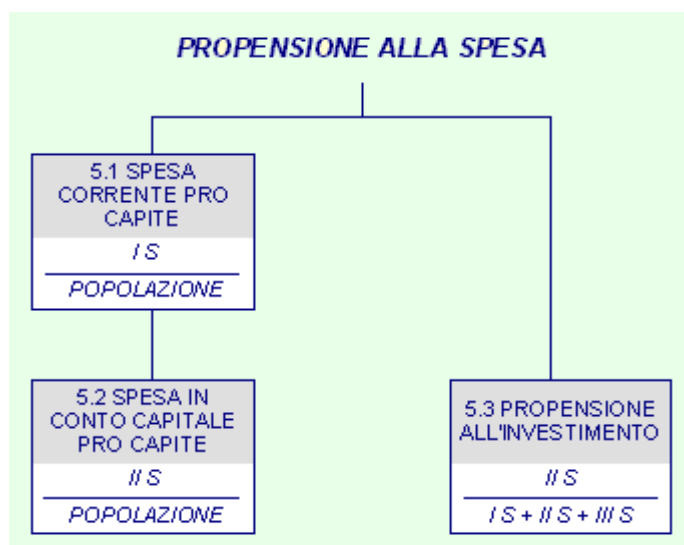 PROPENSIONE ALLA SPESA
5.1 SPESA
CORRENTE PRO
CAPITE
I S
POPOLAZIONE
5.2 SPESA IN
CONTO CAPITALE
PRO CAPITE
II S
POPOLAZIONE
5.3 PROPENSIONE
ALL'INVESTIMENTO
II S
I S + II S + III S